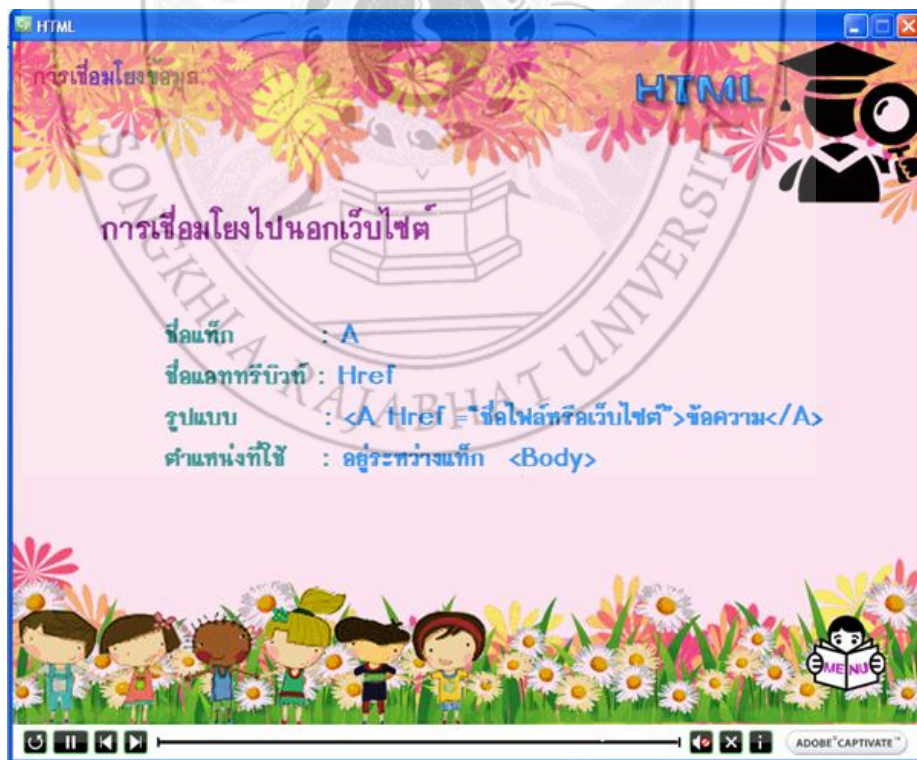 HTML
การเชื่อมโยงข้อมูล
HTML
การเชื่อมโยงไปนอกเว็บไซต์
ชื่อแท็ก : A
ชื่อแอททรีบิวท์ : Href
รูปแบบ : <A Href ="ชื่อไฟล์หรือเว็บไซต์">ข้อความ</A>
ตำแหน่งที่ใช้ : อยู่ระหว่างแท็ก <Body>
SONGKHLA RAJABHAT UNIVERSITY
MENU
ADOBE®CAPTIVATE™